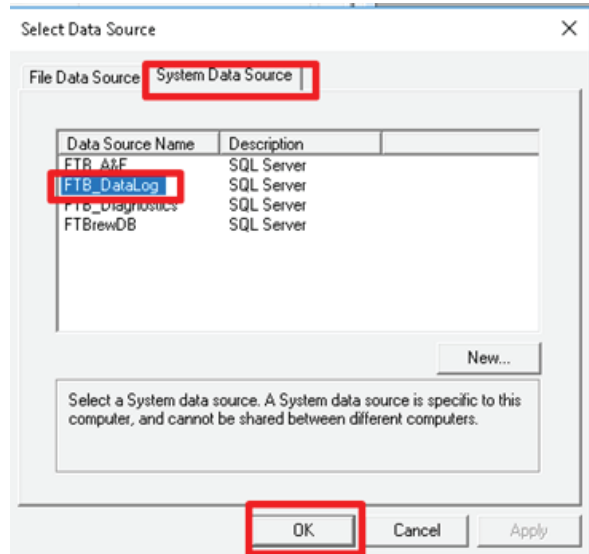 Select Data Source
File Data Source System Data Source
Data Source Name Description
FTB_A&E SQL Server
FTB_DataLog SQL Server
FTB_Diagnostics SQL Server
FTBrewDB SQL Server
New...
Select a System data source. A System data source is specific to this
computer, and cannot be shared between different computers.
OK Cancel Apply